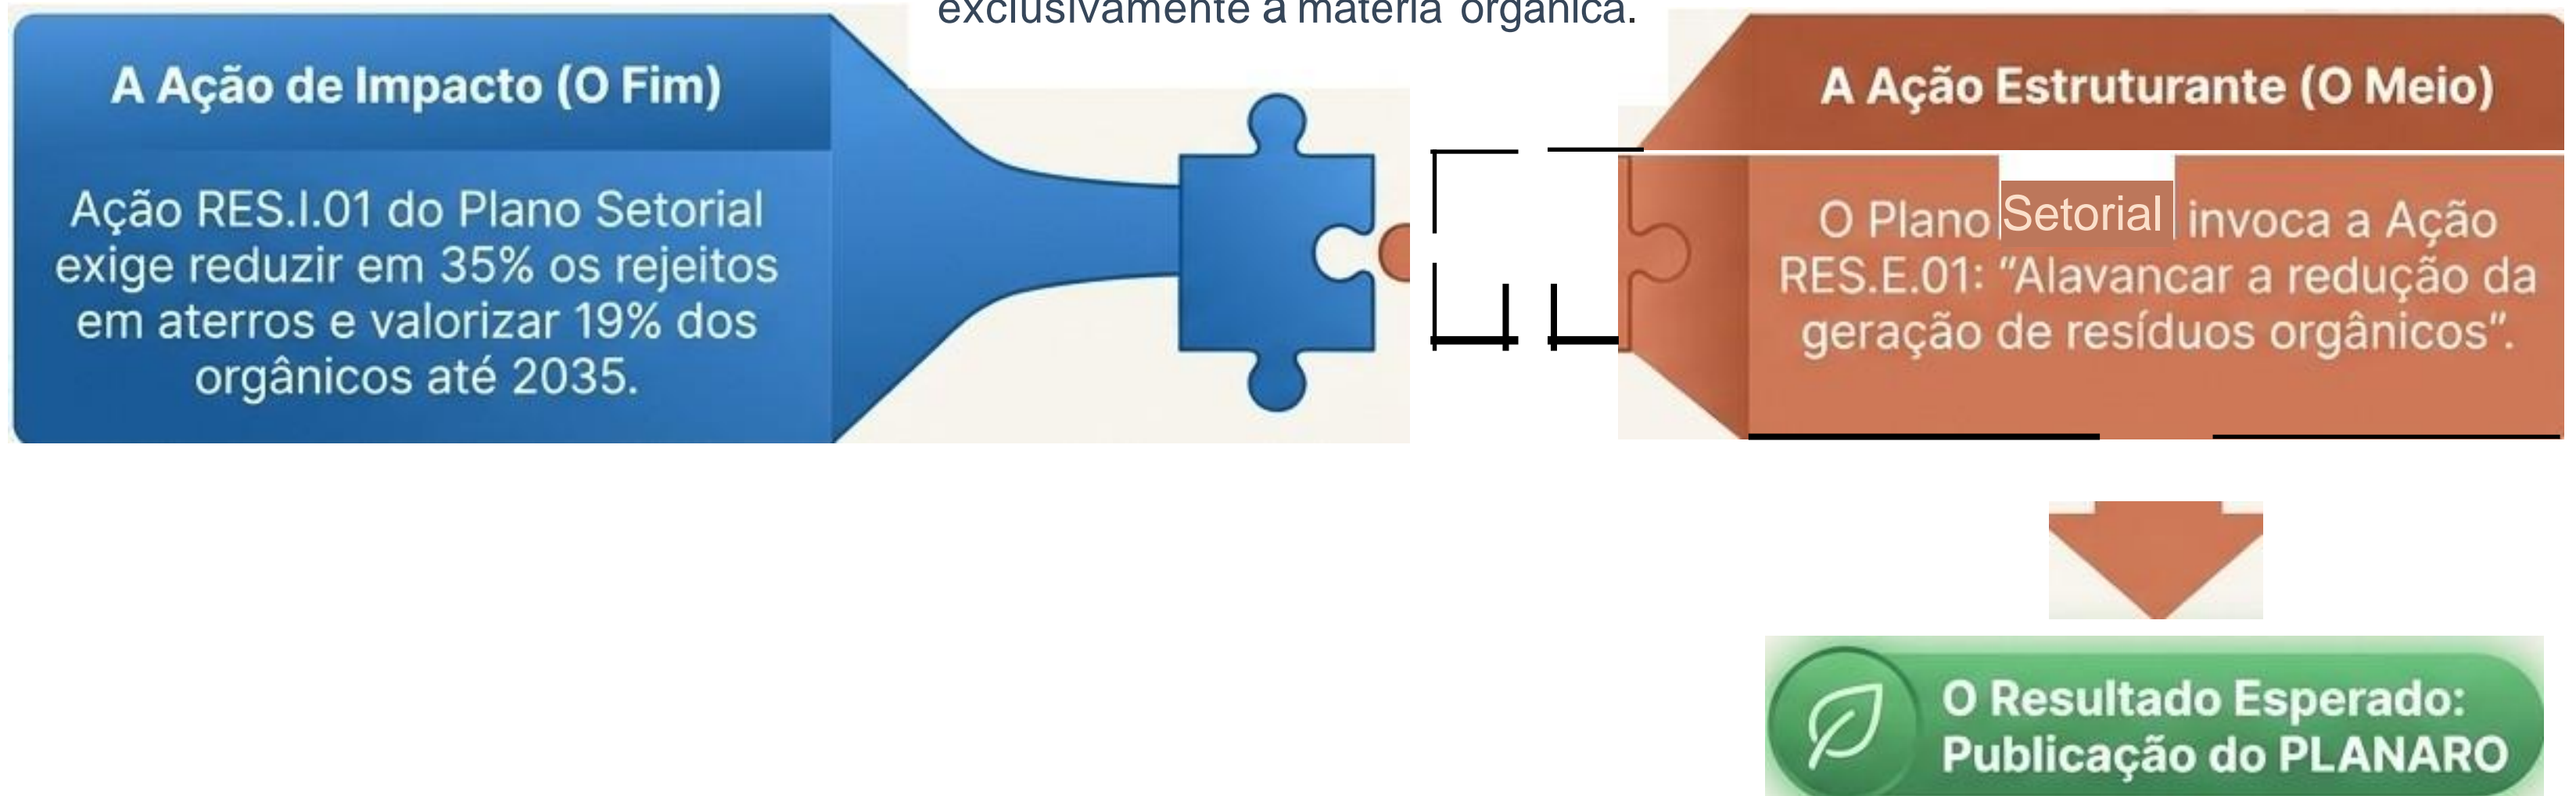 exclusivamente a matéria orgânica.
A Ação de Impacto (O Fim)
Ação RES.I.01 do Plano Setorial
exige reduzir em 35% os rejeitos
em aterros e valorizar 19% dos
orgânicos até 2035.
A Ação Estruturante (O Meio)
O Plano Setorial invoca a Ação
RES.E.01: “Alavancar a redução da
geração de resíduos orgânicos”.
O Resultado Esperado:
Publicação do PLANARO